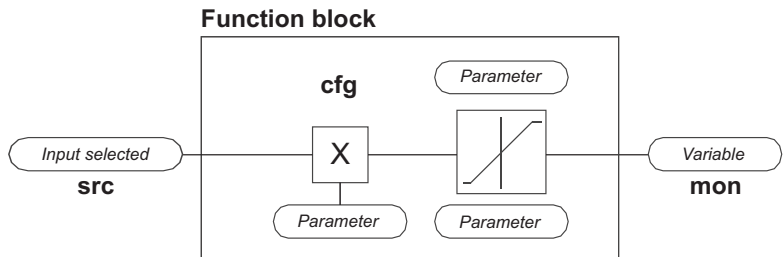 Function block
cfg
Parameter
Input selected
X
Variable
src
mon
Parameter
Parameter